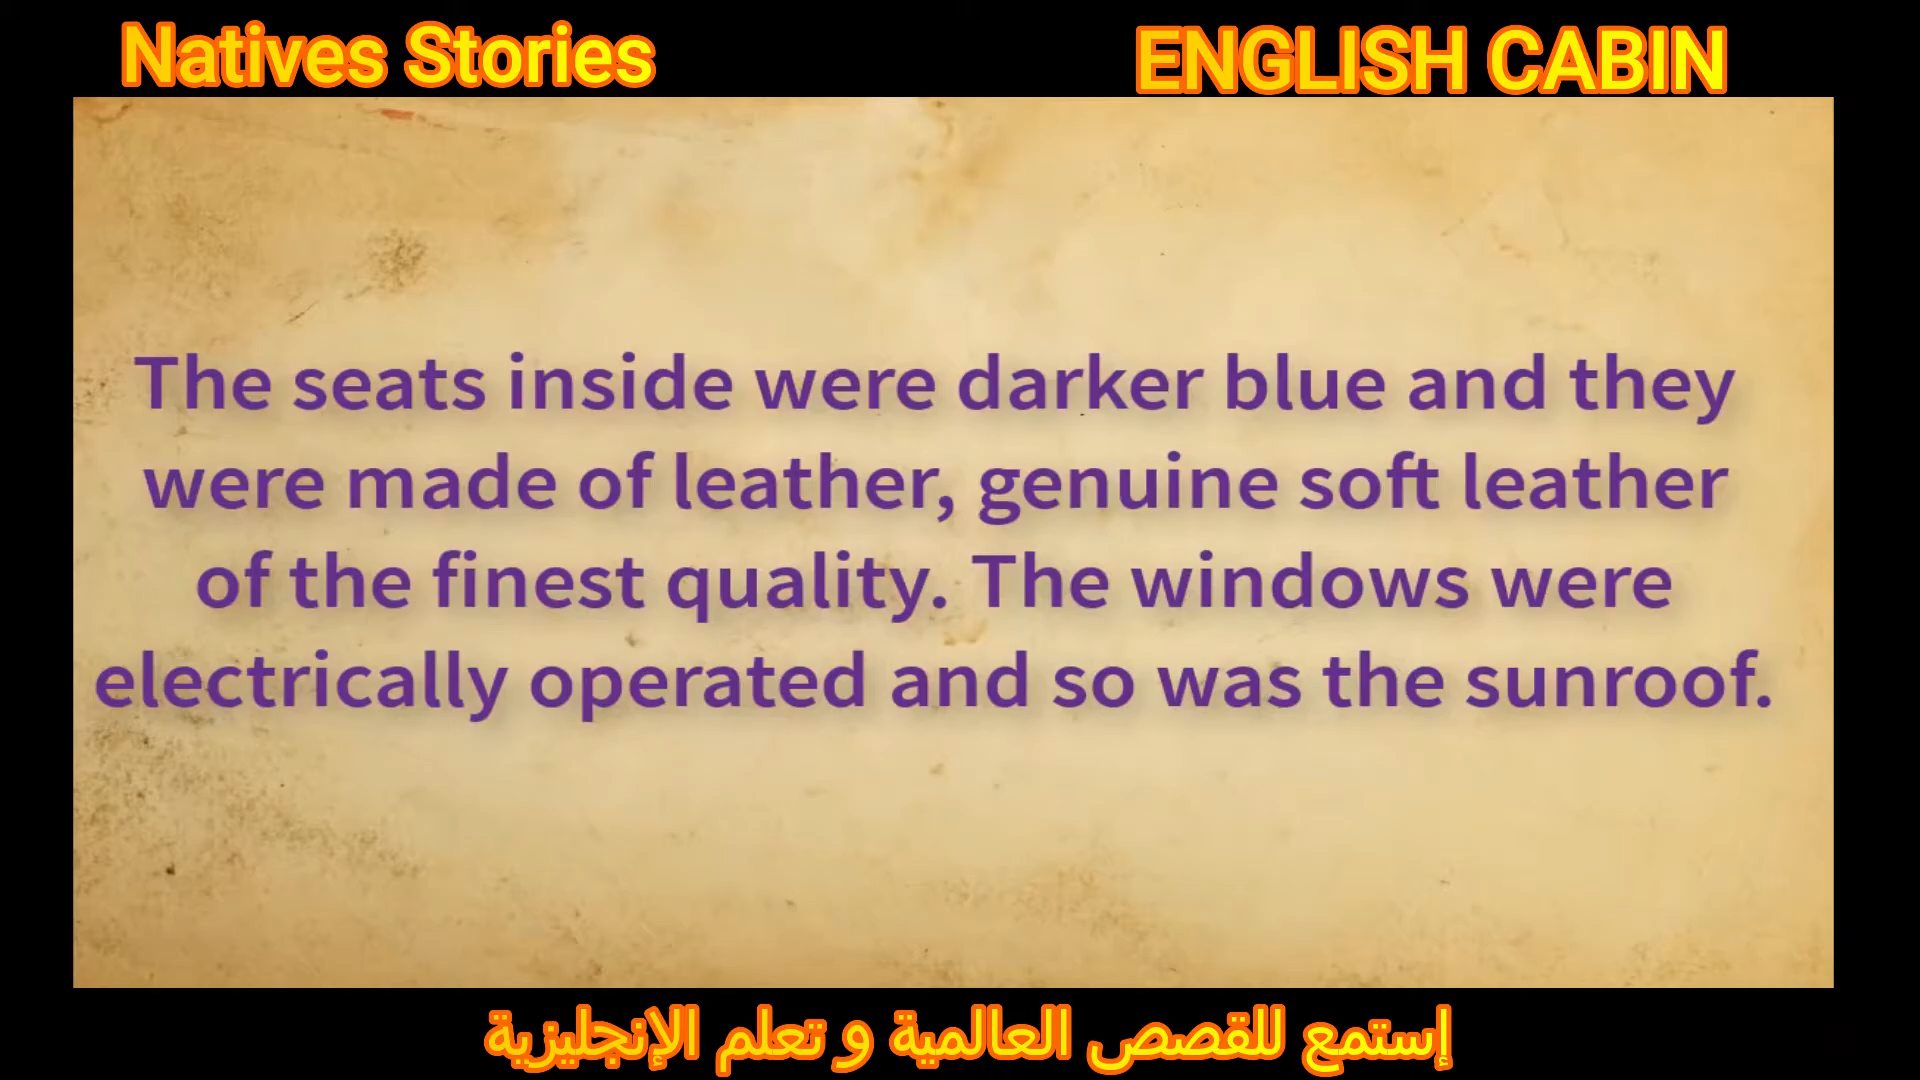 Natives Stories
ENGLISH CABIN
The seats inside were darker blue and they
were made of leather, genuine soft leather
of the finest quality. The windows were
electrically operated and so was the sunroof.
إستمع للقصص العالمية و تعلم الإنجليزية